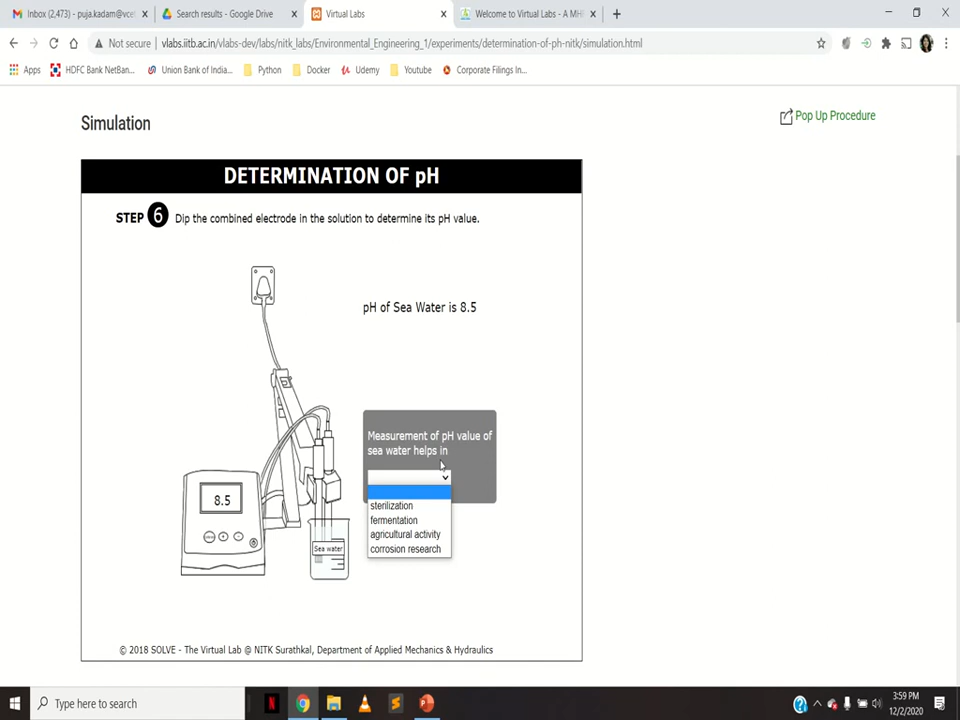 Inbox (2,473) - puja.kadam@vcet
Search results - Google Drive
Virtual Labs
Welcome to Virtual Labs - A MHR
Not secure
vlabs.iitb.ac.in/vlabs-dev/labs/nitk_labs/Environmental_Engineering_1/experiments/determination-of-ph-nitk/simulation.html
Apps
HDFC Bank NetBan...
Union Bank of India...
Python
Docker
Udemy
Youtube
Corporate Filings In...
Simulation
Pop Up Procedure
DETERMINATION OF pH
STEP 6 Dip the combined electrode in the solution to determine its pH value.
pH of Sea Water is 8.5
Measurement of pH value of
sea water helps in
sterilization
fermentation
agricultural activity
corrosion research
8.5
Sea water
© 2018 SOLVE - The Virtual Lab @ NITK Surathkal, Department of Applied Mechanics & Hydraulics
Type here to search
3:59 PM
12/2/2020